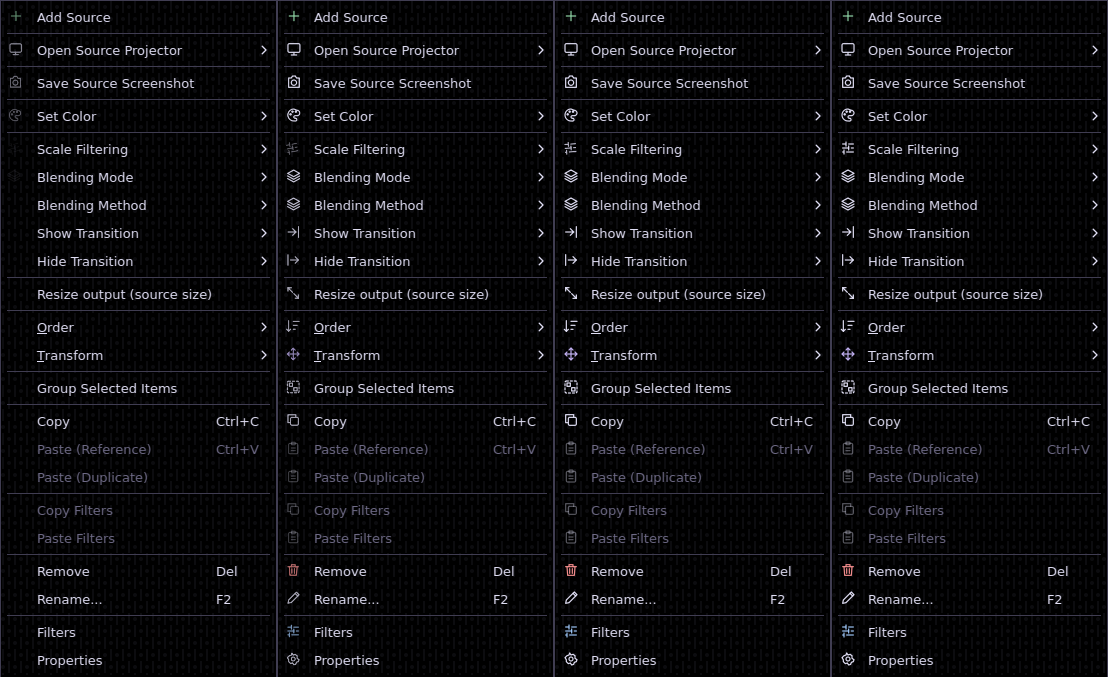 Add Source
Open Source Projector
Save Source Screenshot
Set Color
Scale Filtering
Blending Mode
Blending Method
Show Transition
Hide Transition
Resize output (source size)
Order
Transform
Group Selected Items
Copy Ctrl+C
Paste (Reference) Ctrl+V
Paste (Duplicate)
Copy Filters
Paste Filters
Remove Del
Rename... F2
Filters
Properties
Add Source
Open Source Projector
Save Source Screenshot
Set Color
Scale Filtering
Blending Mode
Blending Method
Show Transition
Hide Transition
Resize output (source size)
Order
Transform
Group Selected Items
Copy Ctrl+C
Paste (Reference) Ctrl+V
Paste (Duplicate)
Copy Filters
Paste Filters
Remove Del
Rename... F2
Filters
Properties
Add Source
Open Source Projector
Save Source Screenshot
Set Color
Scale Filtering
Blending Mode
Blending Method
Show Transition
Hide Transition
Resize output (source size)
Order
Transform
Group Selected Items
Copy Ctrl+C
Paste (Reference) Ctrl+V
Paste (Duplicate)
Copy Filters
Paste Filters
Remove Del
Rename... F2
Filters
Properties
Add Source
Open Source Projector
Save Source Screenshot
Set Color
Scale Filtering
Blending Mode
Blending Method
Show Transition
Hide Transition
Resize output (source size)
Order
Transform
Group Selected Items
Copy Ctrl+C
Paste (Reference) Ctrl+V
Paste (Duplicate)
Copy Filters
Paste Filters
Remove Del
Rename... F2
Filters
Properties